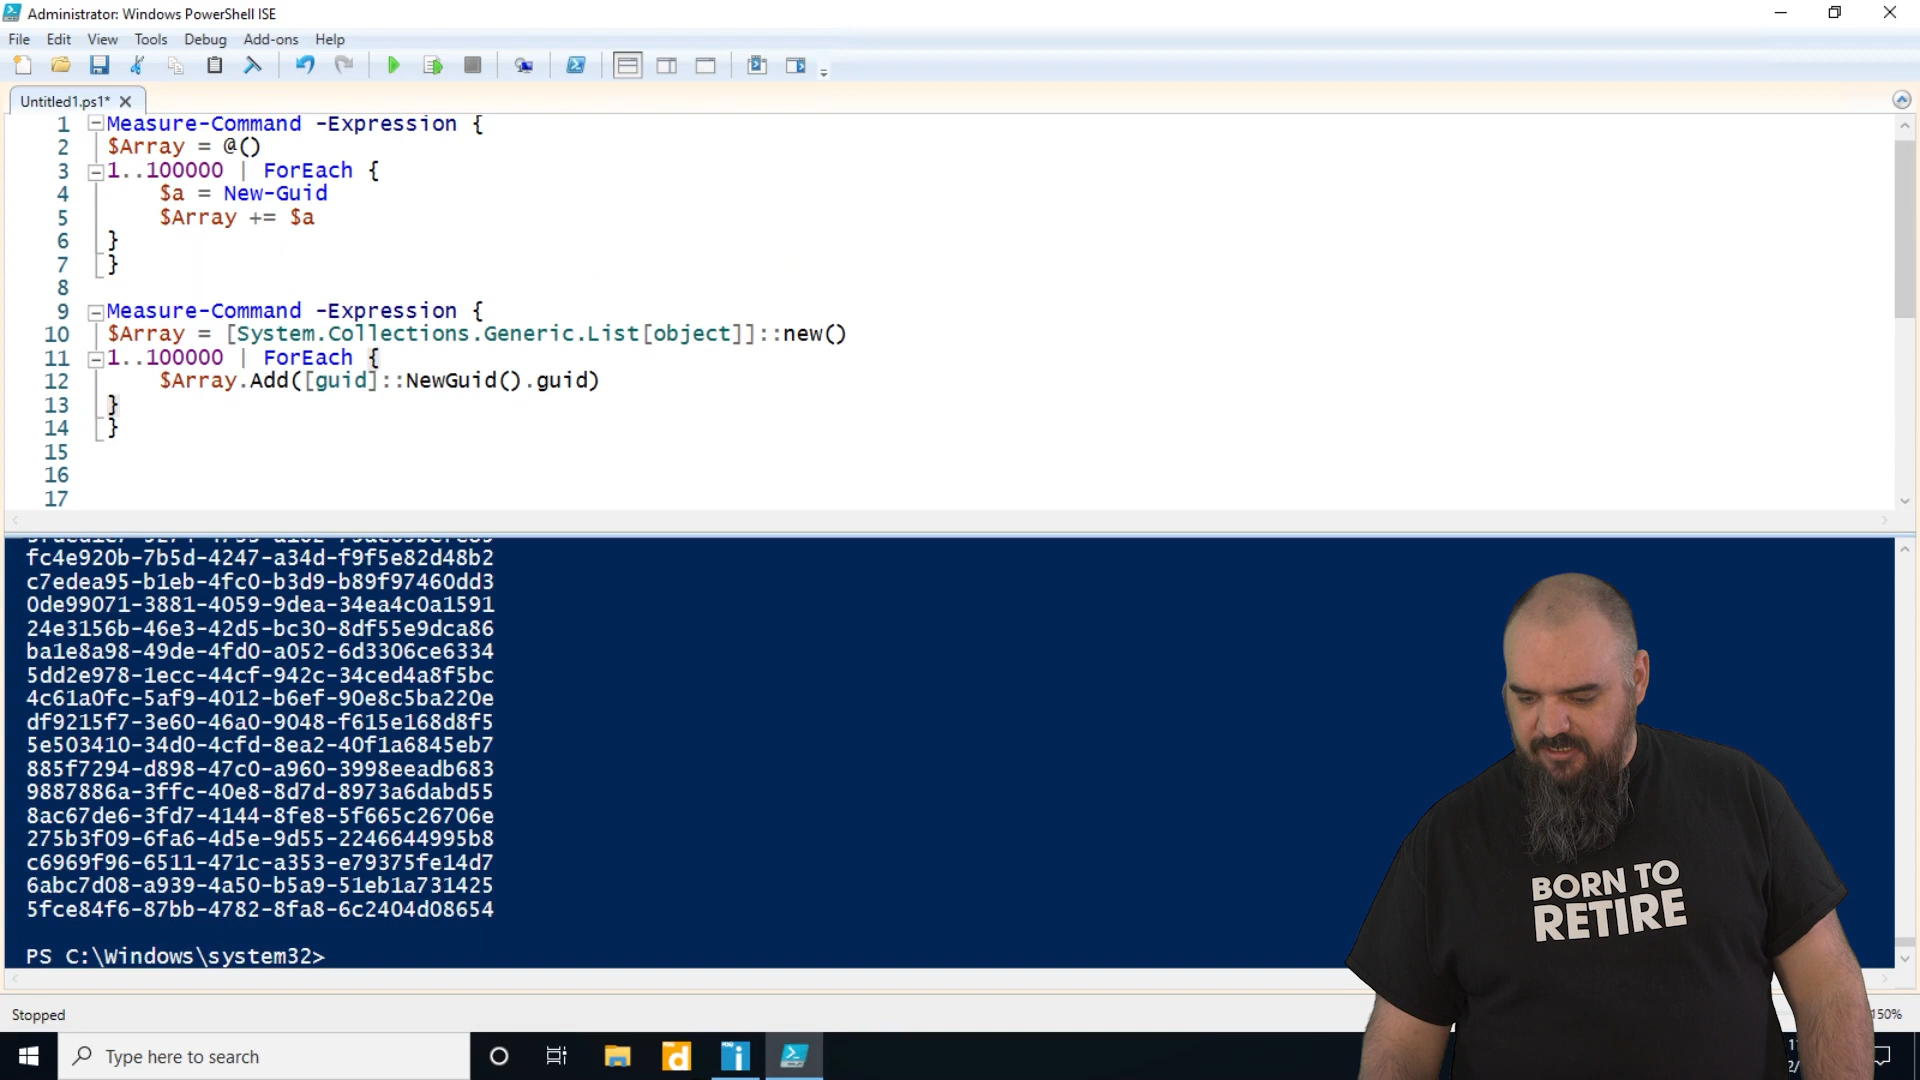 Administrator: Windows PowerShell ISE
File Edit View Tools Debug Add-ons Help
Untitled1.ps1*
1 Measure-Command -Expression {
2 $Array = @()
3 1..100000 | ForEach {
4 $a = New-Guid
5 $Array += $a
6 }
7 }
8
9 Measure-Command -Expression {
10 $Array = [System.Collections.Generic.List[object]]::new()
11 1..100000 | ForEach {
12 $Array.Add([guid]::NewGuid().guid)
13 }
14 }
15
16
17
fc4e920b-7b5d-4247-a34d-f9f5e82d48b2
c7edea95-b1eb-4fc0-b3d9-b89f97460dd3
0de99071-3881-4059-9dea-34ea4c0a1591
24e3156b-46e3-42d5-bc30-8df55e9dca86
ba1e8a98-49de-4fd0-a052-6d3306ce6334
5dd2e978-1ecc-44cf-942c-34ced4a8f5bc
4c61a0fc-5af9-4012-b6ef-90e8c5ba220e
df9215f7-3e60-46a0-9048-f615e168d8f5
5e503410-34d0-4cfd-8ea2-40f1a6845eb7
885f7294-d898-47c0-a960-3998eeadb683
9887886a-3ffc-40e8-8d7d-8973a6dabd55
8ac67de6-3fd7-4144-8fe8-5f665c26706e
275b3f09-6fa6-4d5e-9d55-2246644995b8
c6969f96-6511-471c-a353-e79375fe14d7
6abc7d08-a939-4a50-b5a9-51eb1a731425
5fce84f6-87bb-4782-8fa8-6c2404d08654
PS C:\Windows\system32>
BORN TO
RETIRE
Stopped
150%
Type here to search